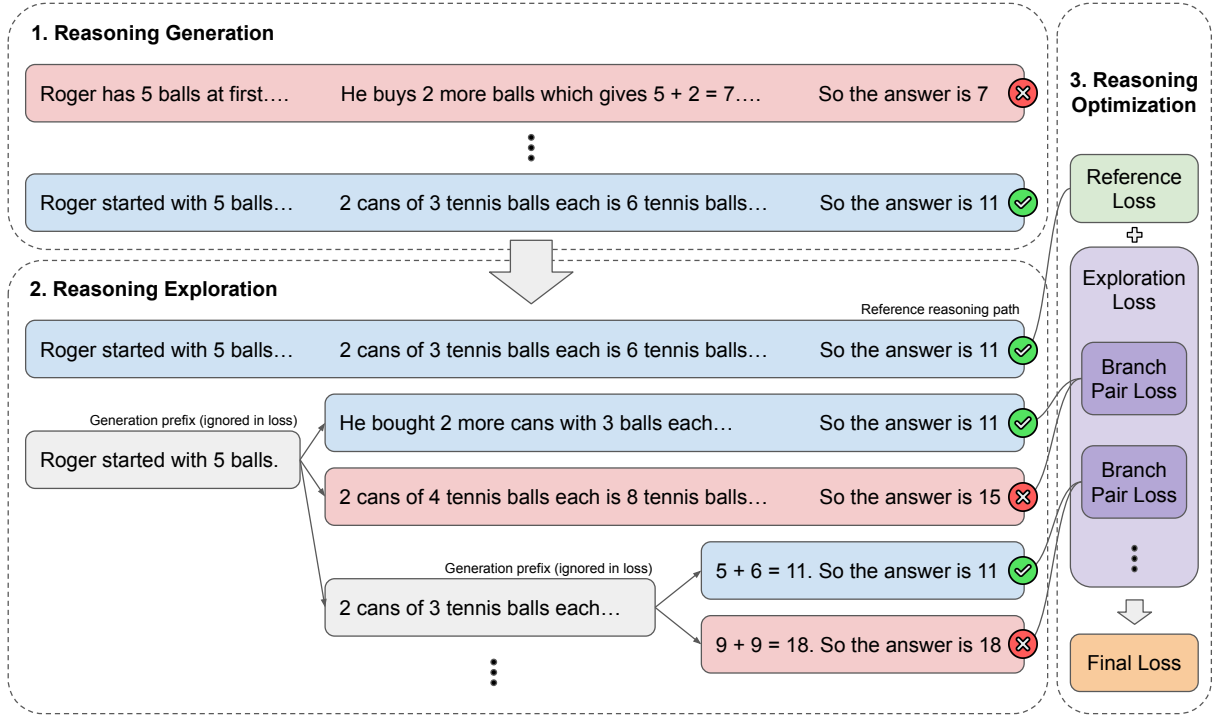 1. Reasoning Generation
Roger has 5 balls at first…. He buys 2 more balls which gives 5 + 2 = 7…. So the answer is 7
Roger started with 5 balls… 2 cans of 3 tennis balls each is 6 tennis balls… So the answer is 11
2. Reasoning Exploration
Reference reasoning path
Roger started with 5 balls… 2 cans of 3 tennis balls each is 6 tennis balls… So the answer is 11
Generation prefix (ignored in loss)
Roger started with 5 balls.
He bought 2 more cans with 3 balls each… So the answer is 11
2 cans of 4 tennis balls each is 8 tennis balls… So the answer is 15
Generation prefix (ignored in loss)
2 cans of 3 tennis balls each…
5 + 6 = 11. So the answer is 11
9 + 9 = 18. So the answer is 18
3. Reasoning
Optimization
Reference
Loss
Exploration
Loss
Branch
Pair Loss
Branch
Pair Loss
Final Loss